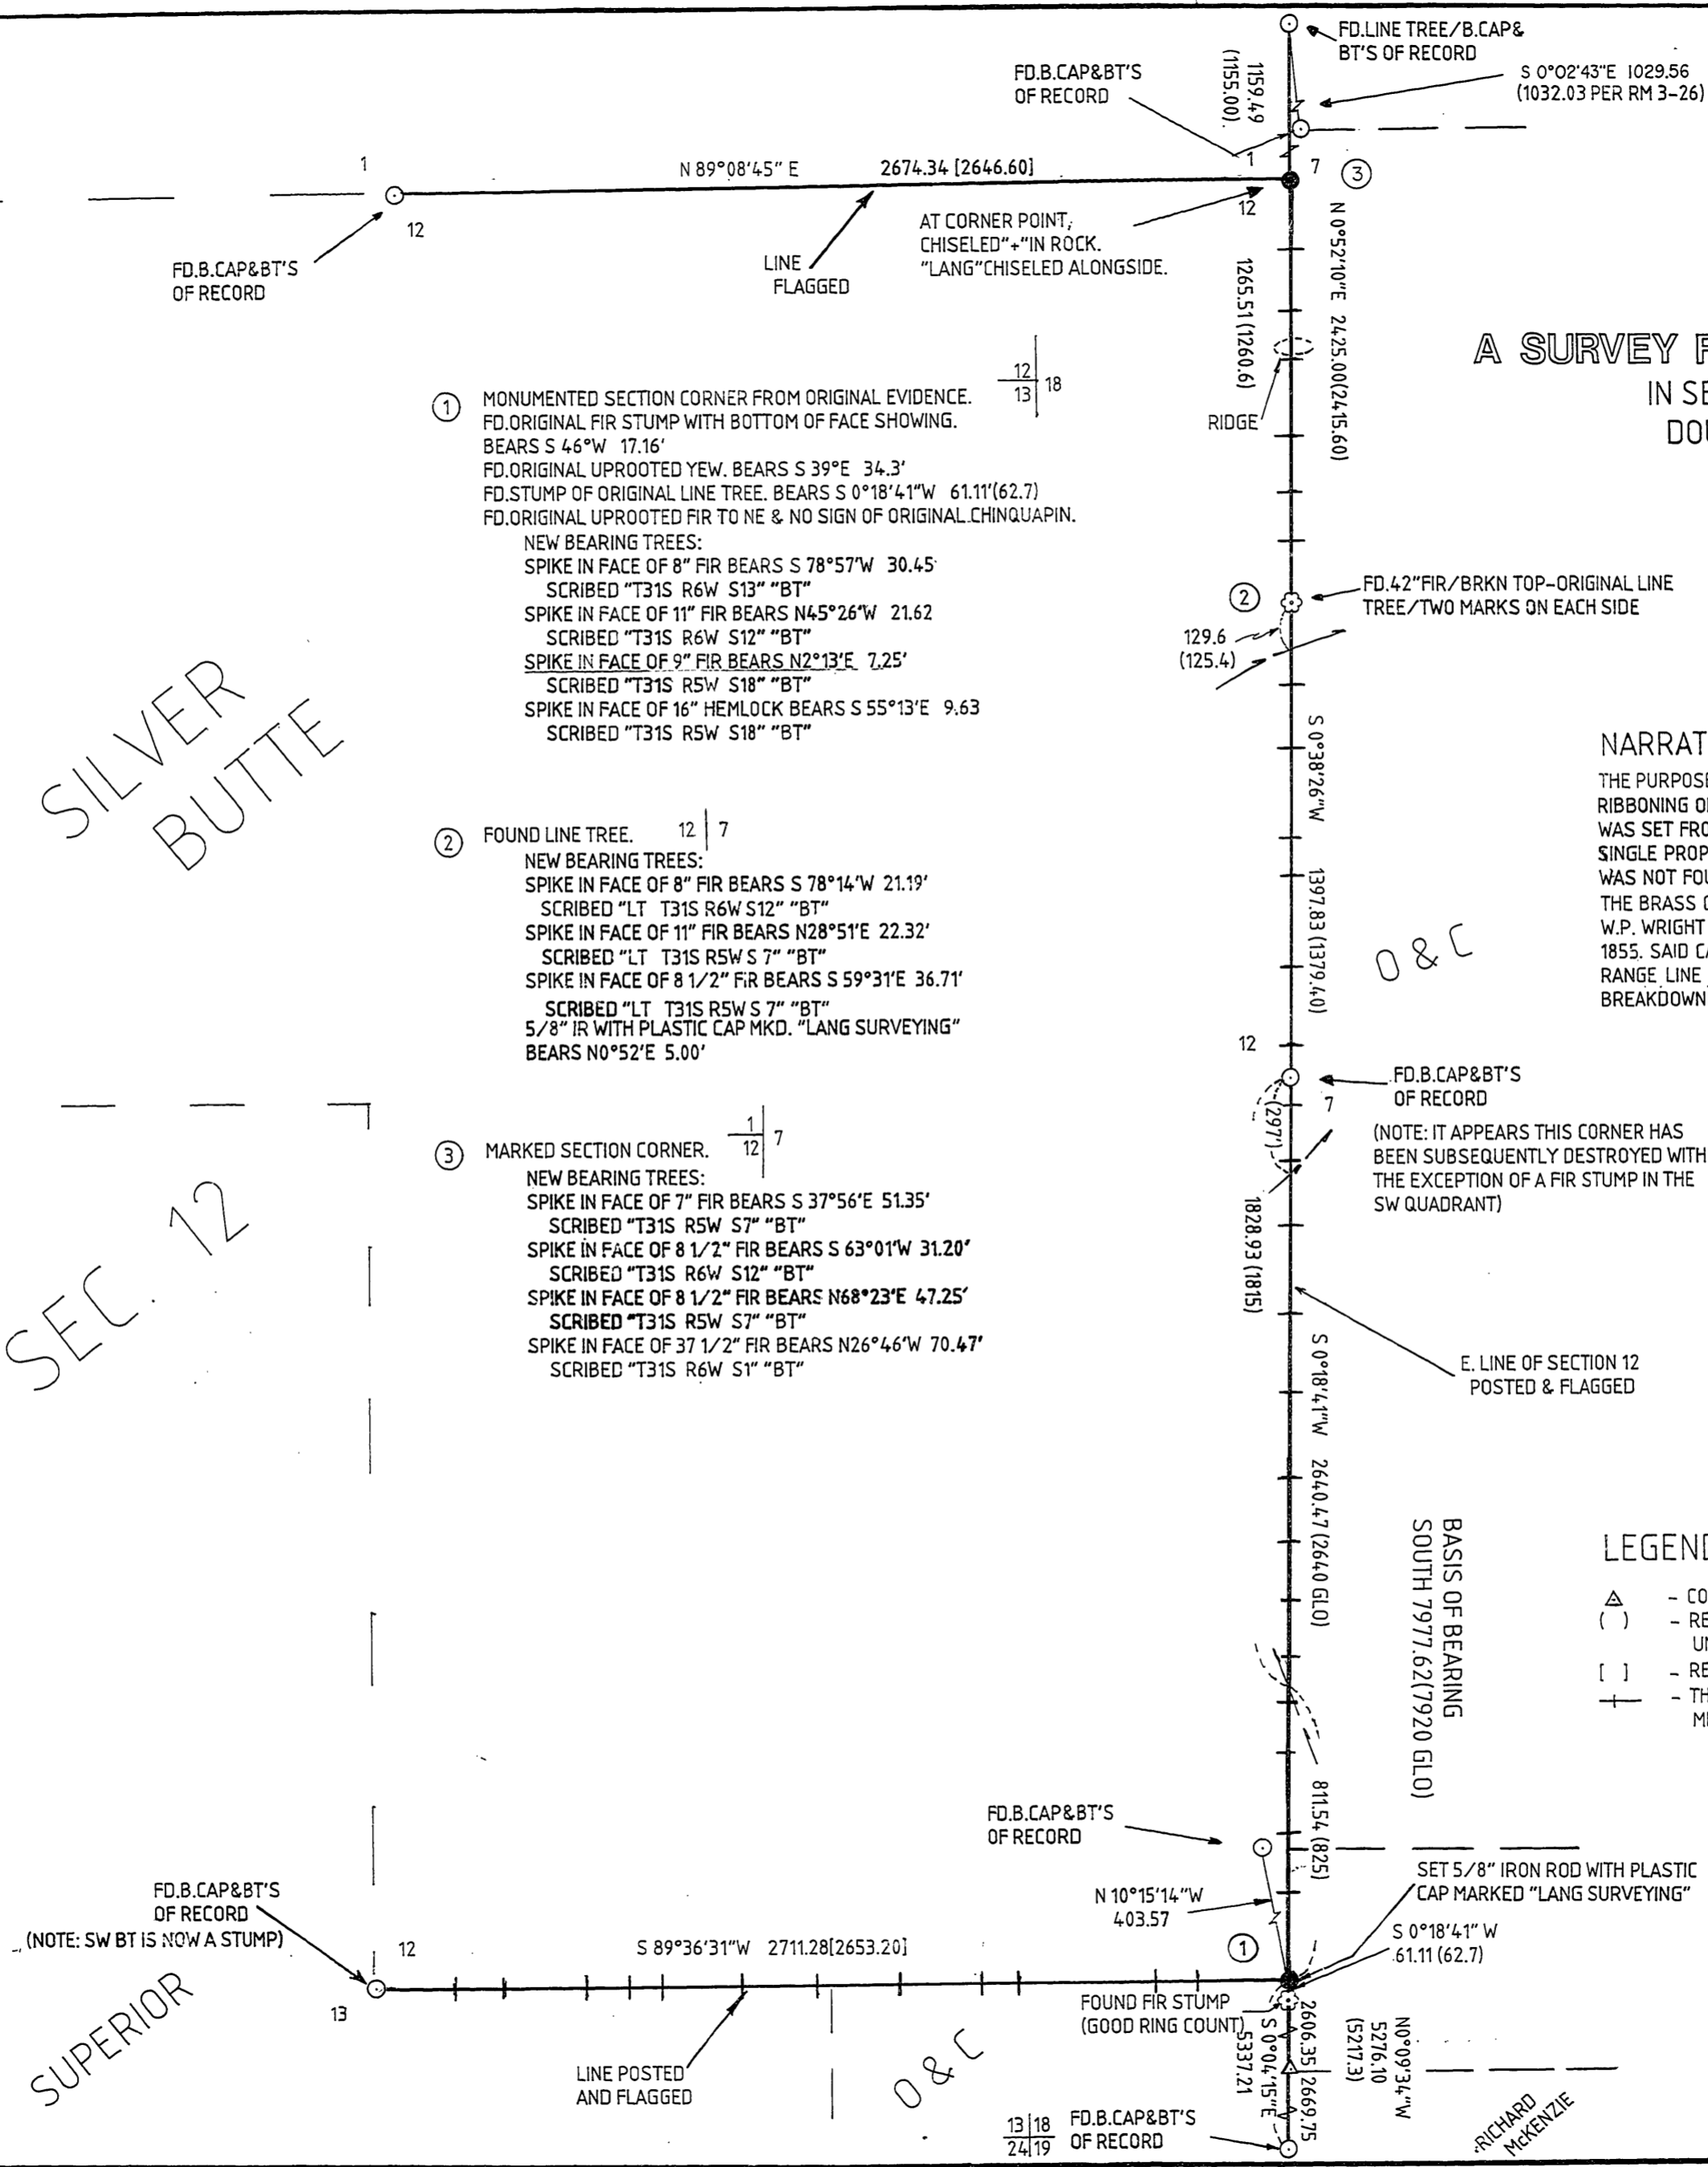 FD.LINE TREE/B.CAP&
BT'S OF RECORD
S 0°02'43"E 1029.56
(1032.03 PER RM 3-26)
1159.49
(1155.00).
FD.B.CAP&BT'S
OF RECORD
1
N 89°08'45" E 2674.34 [2646.60]
1
7
3
12
12
FD.B.CAP&BT'S
OF RECORD
LINE
FLAGGED
AT CORNER POINT,
CHISELED"+"IN ROCK.
"LANG"CHISELED ALONGSIDE.
N 0°52'10"E 2425.00(2415.60)
1265.51 (1260.6)
RIDGE
A SURVEY F
IN SE
DOU
1 MONUMENTED SECTION CORNER FROM ORIGINAL EVIDENCE.
12
13 18
FD.ORIGINAL FIR STUMP WITH BOTTOM OF FACE SHOWING.
BEARS S 46°W 17.16'
FD.ORIGINAL UPROOTED YEW. BEARS S 39°E 34.3'
FD.STUMP OF ORIGINAL LINE TREE. BEARS S 0°18'41"W 61.11'(62.7)
FD.ORIGINAL UPROOTED FIR TO NE & NO SIGN OF ORIGINAL.CHINQUAPIN.
NEW BEARING TREES:
SPIKE IN FACE OF 8" FIR BEARS S 78°57'W 30.45
SCRIBED "T31S R6W S13" "BT"
SPIKE IN FACE OF 11" FIR BEARS N45°26'W 21.62
SCRIBED "T31S R6W S12" "BT"
SPIKE IN FACE OF 9" FIR BEARS N2°13'E 7.25'
SCRIBED "T31S R5W S18" "BT"
SPIKE IN FACE OF 16" HEMLOCK BEARS S 55°13'E 9.63
SCRIBED "T31S R5W S18" "BT"
2
FD.42"FIR/BRKN TOP-ORIGINAL LINE
TREE/TWO MARKS ON EACH SIDE
129.6
(125.4)
SILVER
BUTTE
S 0°38'26"W 1397.83 (1379.40)
NARRAT
THE PURPOSE
RIBBONING O
WAS SET FRO
SINGLE PROP
WAS NOT FOU
THE BRASS C
W.P. WRIGHT
1855. SAID CA
RANGE LINE
BREAKDOWN
2 FOUND LINE TREE. 12 7
NEW BEARING TREES:
SPIKE IN FACE OF 8" FIR BEARS S 78°14'W 21.19'
SCRIBED "LT T31S R6W S12" "BT"
SPIKE IN FACE OF 11" FIR BEARS N28°51'E 22.32'
SCRIBED "LT T31S R5W S 7" "BT"
SPIKE IN FACE OF 8 1/2" FIR BEARS S 59°31'E 36.71'
SCRIBED "LT T31S R5W S 7" "BT"
5/8" IR WITH PLASTIC CAP MKD. "LANG SURVEYING"
BEARS N0°52'E 5.00'
O & C
12
FD.B.CAP&BT'S
OF RECORD
7
(297')
(NOTE: IT APPEARS THIS CORNER HAS
BEEN SUBSEQUENTLY DESTROYED WITH
THE EXCEPTION OF A FIR STUMP IN THE
SW QUADRANT)
3 MARKED SECTION CORNER.
1
12 7
NEW BEARING TREES:
SPIKE IN FACE OF 7" FIR BEARS S 37°56'E 51.35'
SCRIBED "T31S R5W S7" "BT"
SPIKE IN FACE OF 8 1/2" FIR BEARS S 63°01'W 31.20'
SCRIBED "T31S R6W S12" "BT"
SPIKE IN FACE OF 8 1/2" FIR BEARS N68°23'E 47.25'
SCRIBED "T31S R5W S7" "BT"
SPIKE IN FACE OF 37 1/2" FIR BEARS N26°46'W 70.47'
SCRIBED "T31S R6W S1" "BT"
SEC. 12
1828.93 (1815)
E. LINE OF SECTION 12
POSTED & FLAGGED
S 0°18'41"W 2640.47(2640 GLO)
BASIS OF BEARING
SOUTH 7977.62(7920 GLO)
LEGEND
- CO
( ) - RE
UN
[ ] - RE
- TH
ME
811.54 (825)
FD.B.CAP&BT'S
OF RECORD
N 10°15'14"W
403.57
SET 5/8" IRON ROD WITH PLASTIC
CAP MARKED "LANG SURVEYING"
S 0°18'41" W
61.11 (62.7)
1
FD.B.CAP&BT'S
OF RECORD
(NOTE: SW BT IS NOW A STUMP)
12
S 89°36'31"W 2711.28[2653.20]
13
SUPERIOR
LINE POSTED
AND FLAGGED
O & C
FOUND FIR STUMP
(GOOD RING COUNT)
S 0°04'15"E
5337.21
2606.35 2669.75
N0°09'34"W
5276.10
(5217.3)
13 18
24 19
FD.B.CAP&BT'S
OF RECORD
RICHARD
McKENZIE